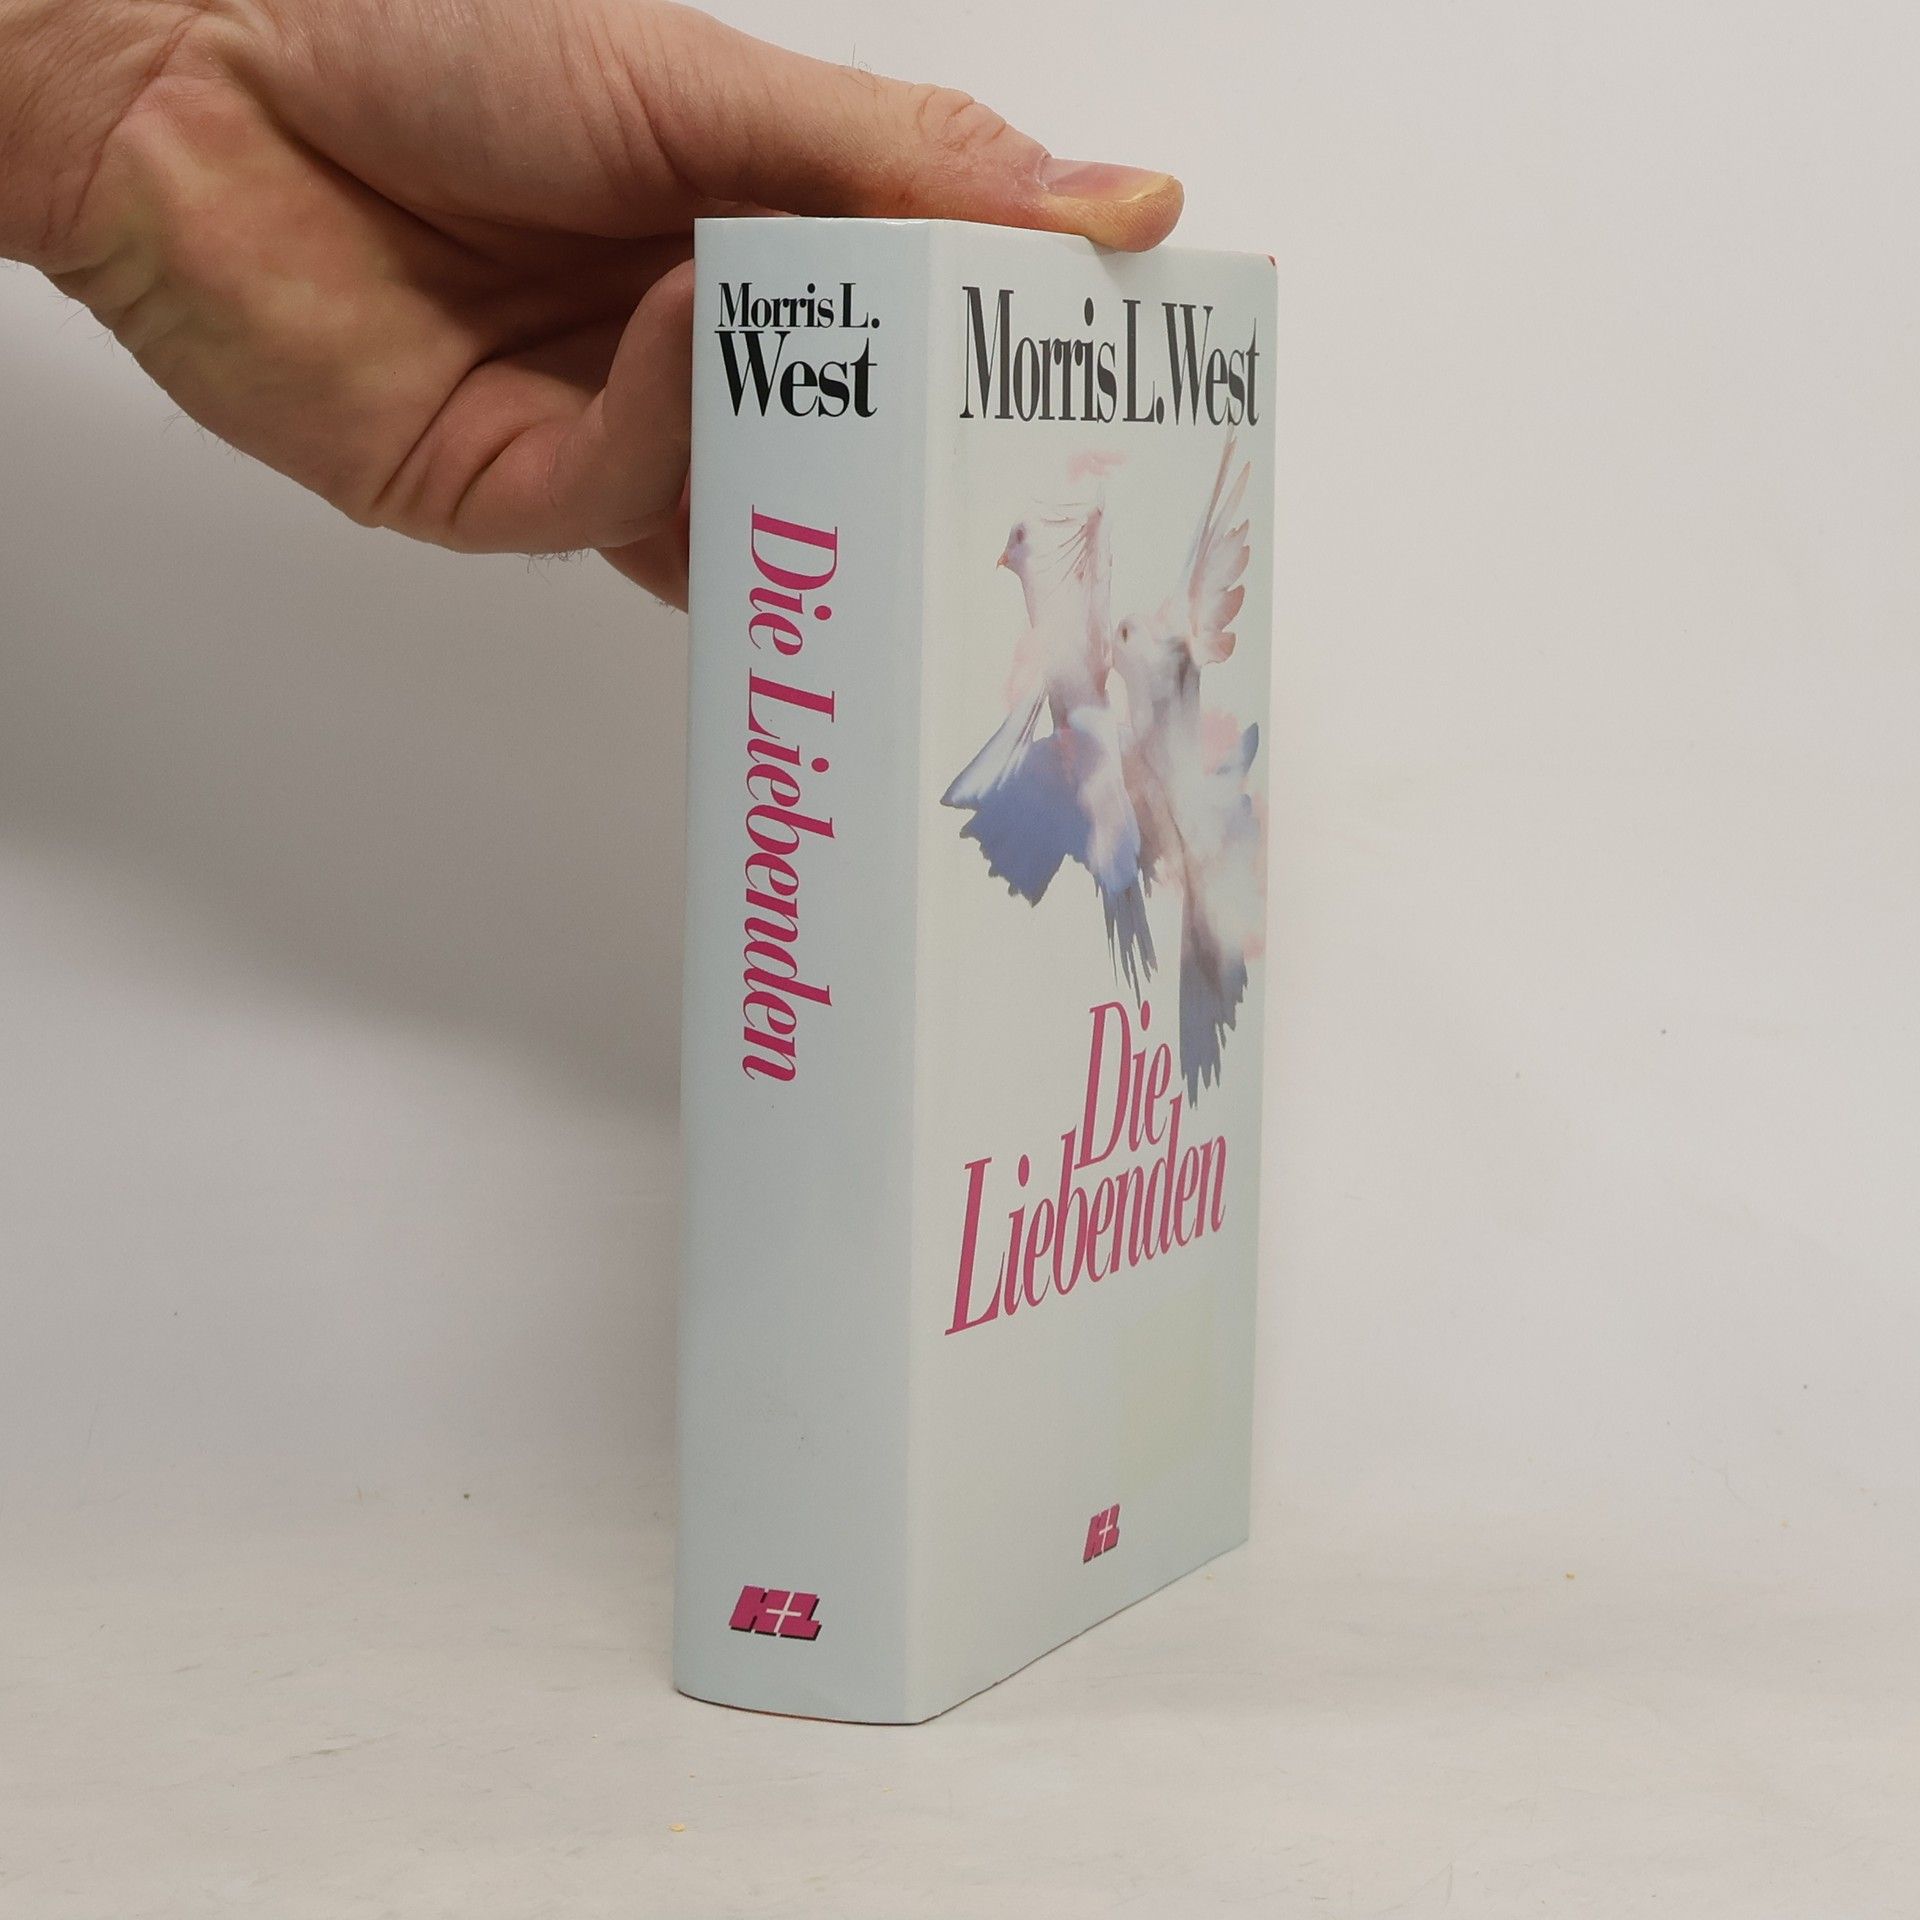 Morris L.
West
Die Liebenden
H+L
Morris L. West
Die
Liebenden
H+L